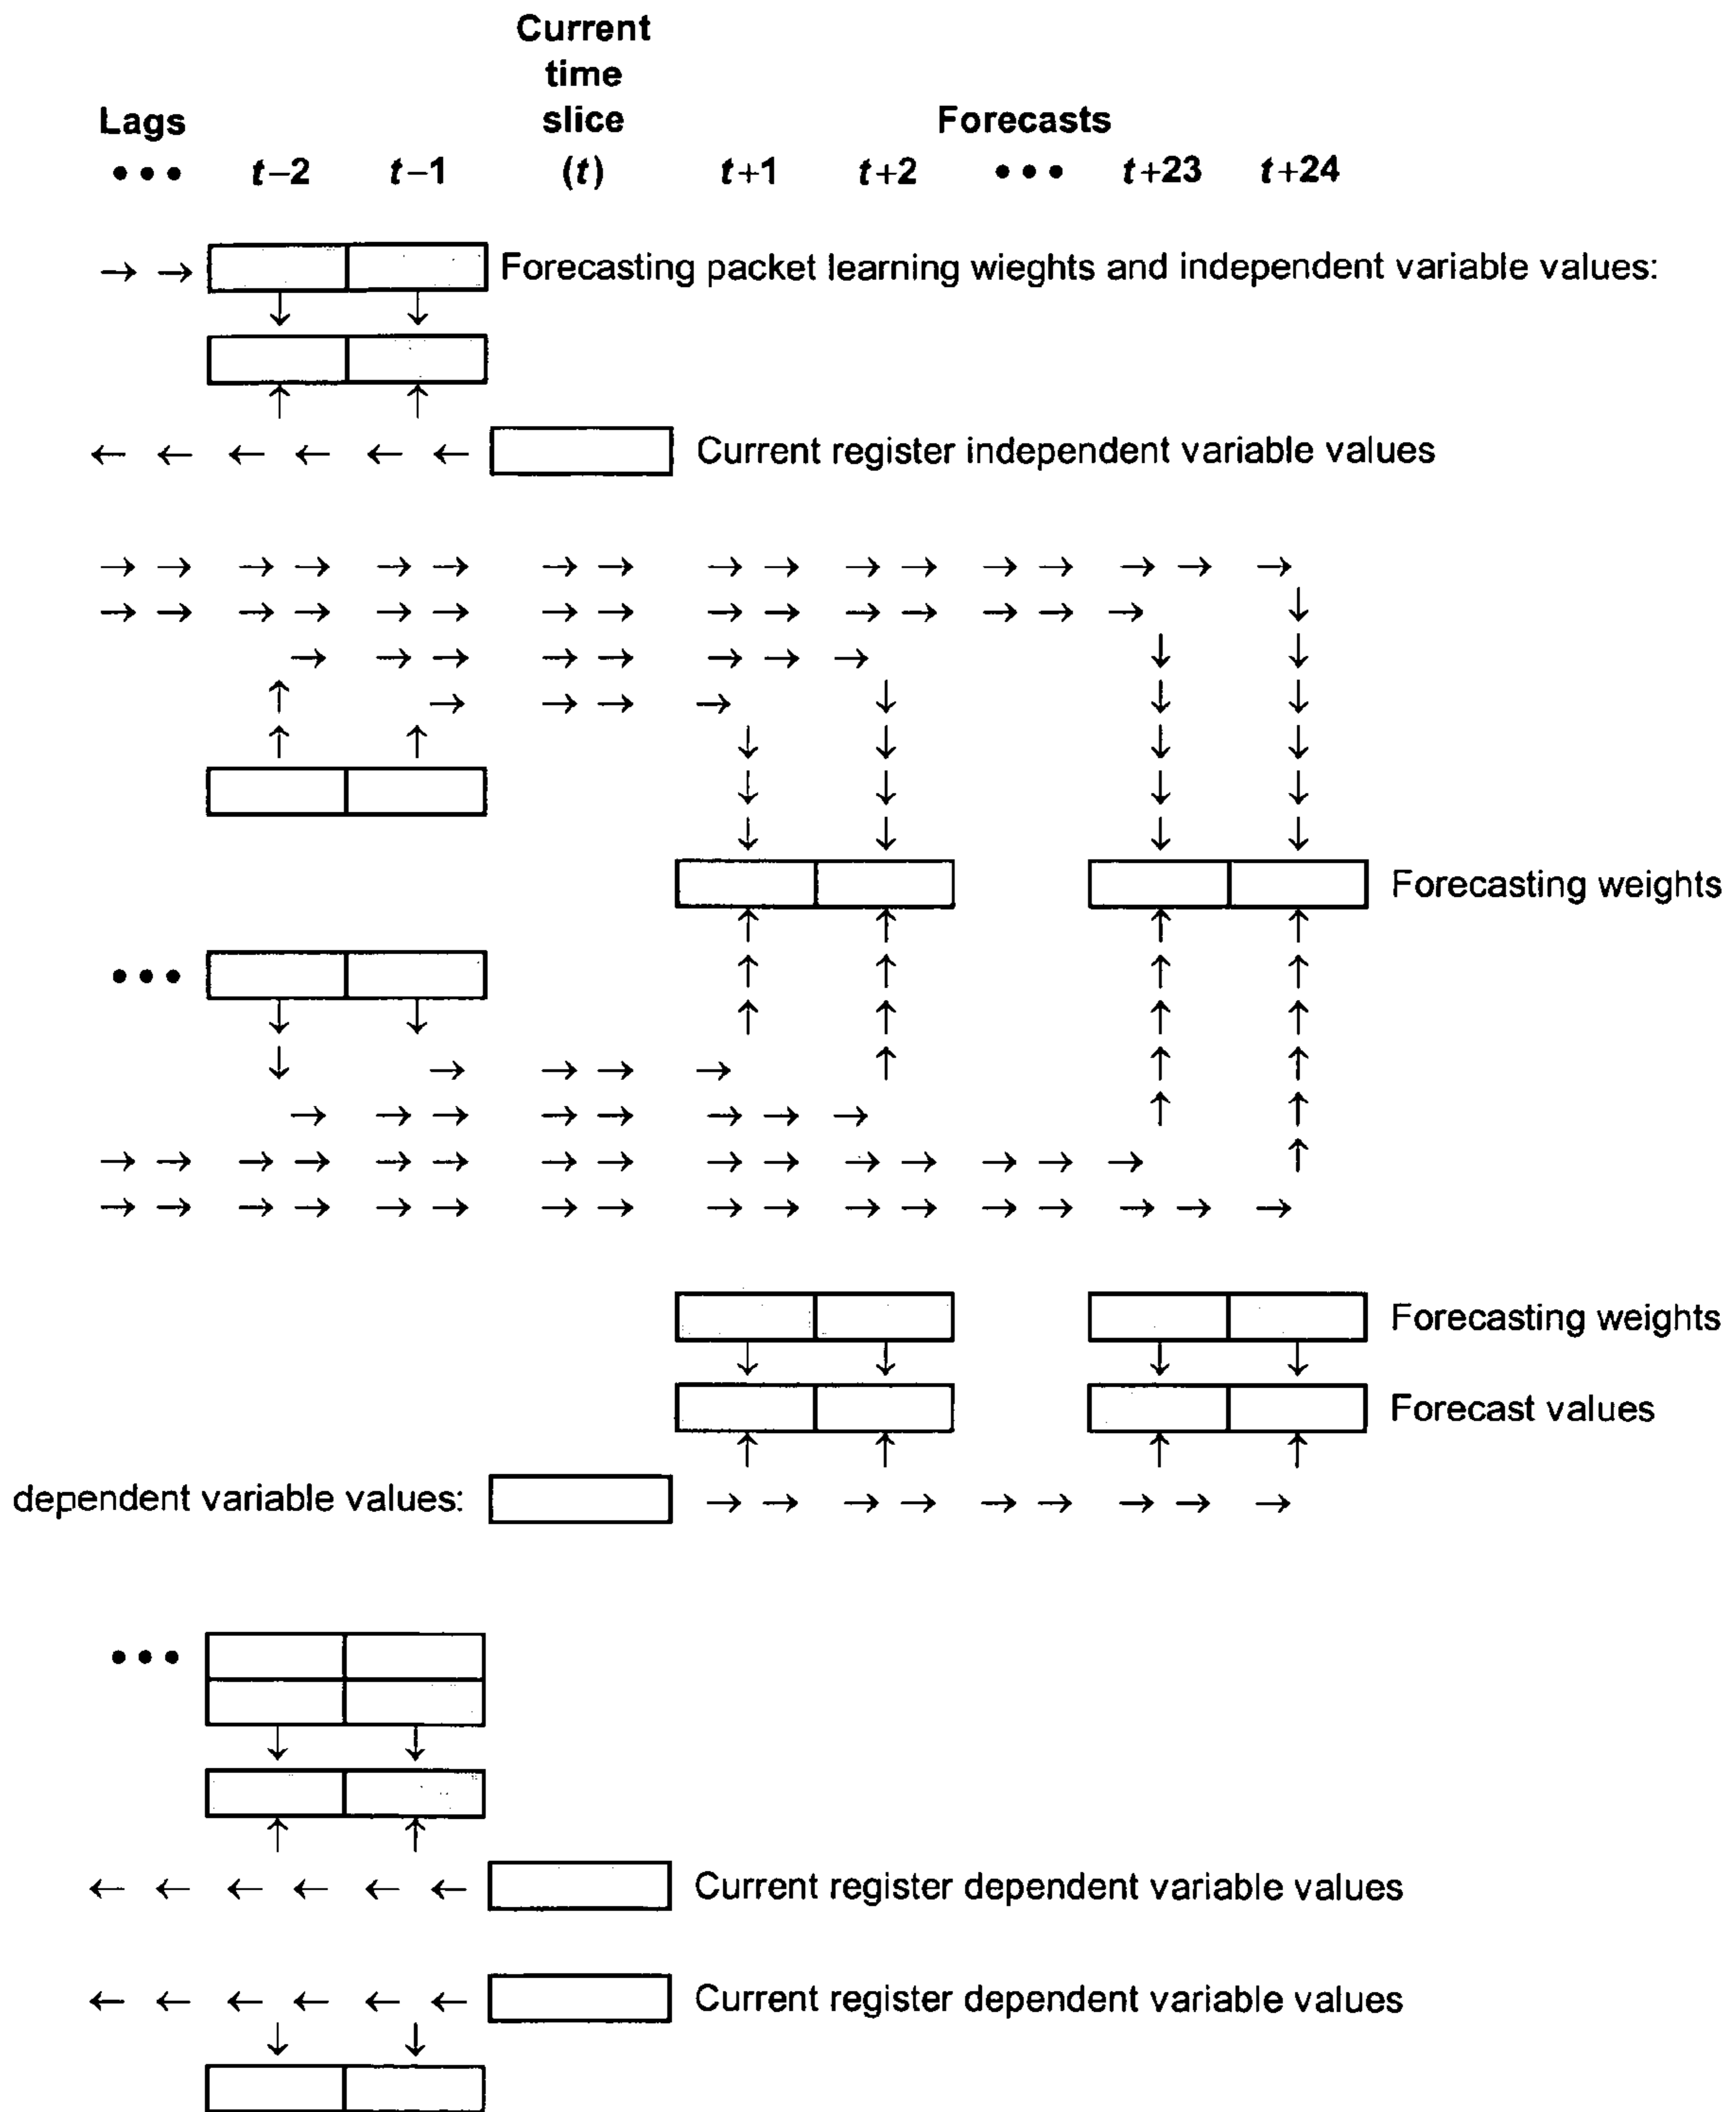 Current
time
Lags slice Forecasts
••• t–2 t–1 (t) t+1 t+2 ••• t+23 t+24
Forecasting packet learning wieghts and independent variable values:
Current register independent variable values
Forecasting weights
•••
Forecasting weights
Forecast values
dependent variable values:
•••
Current register dependent variable values
Current register dependent variable values